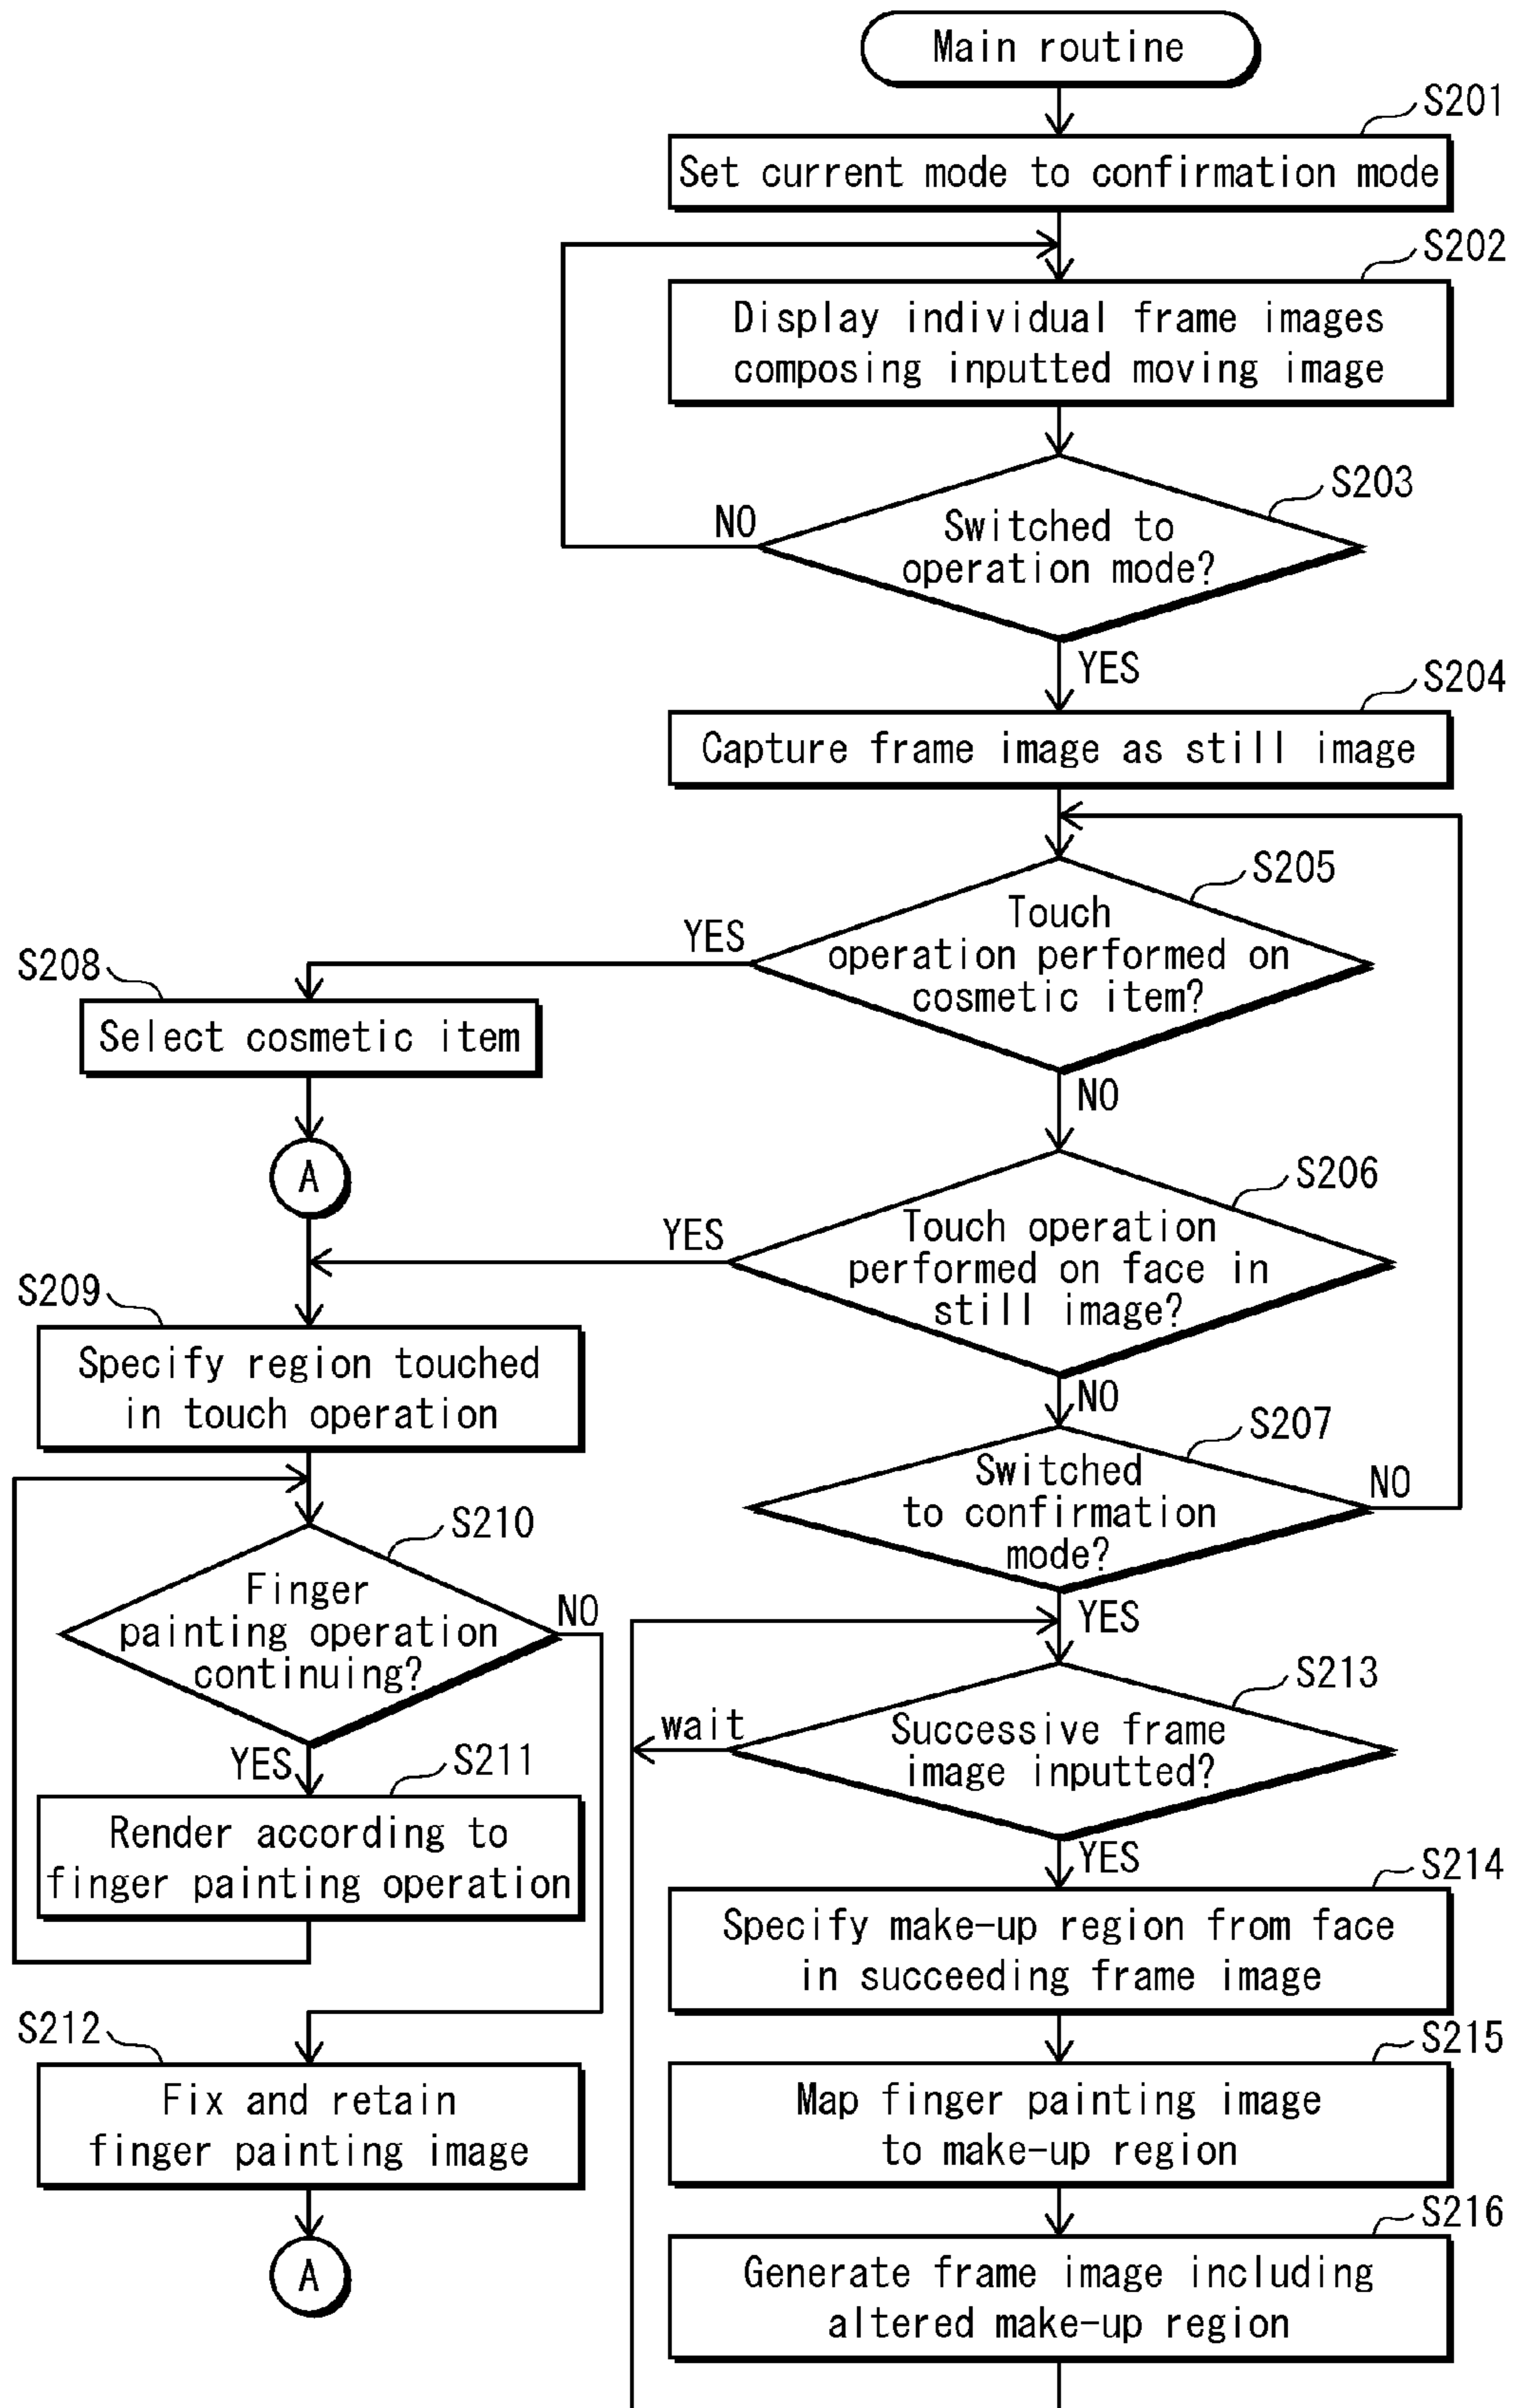 Main routine
S201
Set current mode to confirmation mode
S202
Display individual frame images
composing inputted moving image
S203
NO
Switched to
operation mode?
YES
S204
Capture frame image as still image
S205
YES
Touch
operation performed on
cosmetic item?
S208
Select cosmetic item
NO
A
S206
YES
Touch operation
performed on face in
still image?
S209
Specify region touched
in touch operation
NO
S207
Switched
to confirmation
mode?
NO
S210
Finger
painting operation
continuing?
NO
YES
S213
wait
Successive frame
image inputted?
YES
S211
Render according to
finger painting operation
YES
S214
Specify make-up region from face
in succeeding frame image
S212
Fix and retain
finger painting image
S215
Map finger painting image
to make-up region
S216
A
Generate frame image including
altered make-up region